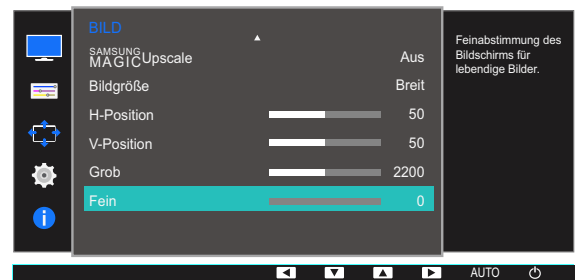 BILD
SAMSUNG
MAGIC Upscale Aus
Bildgröße Breit
H-Position 50
V-Position 50
Grob 2200
Fein 0
Feinabstimmung des
Bildschirms für
lebendige Bilder.
AUTO